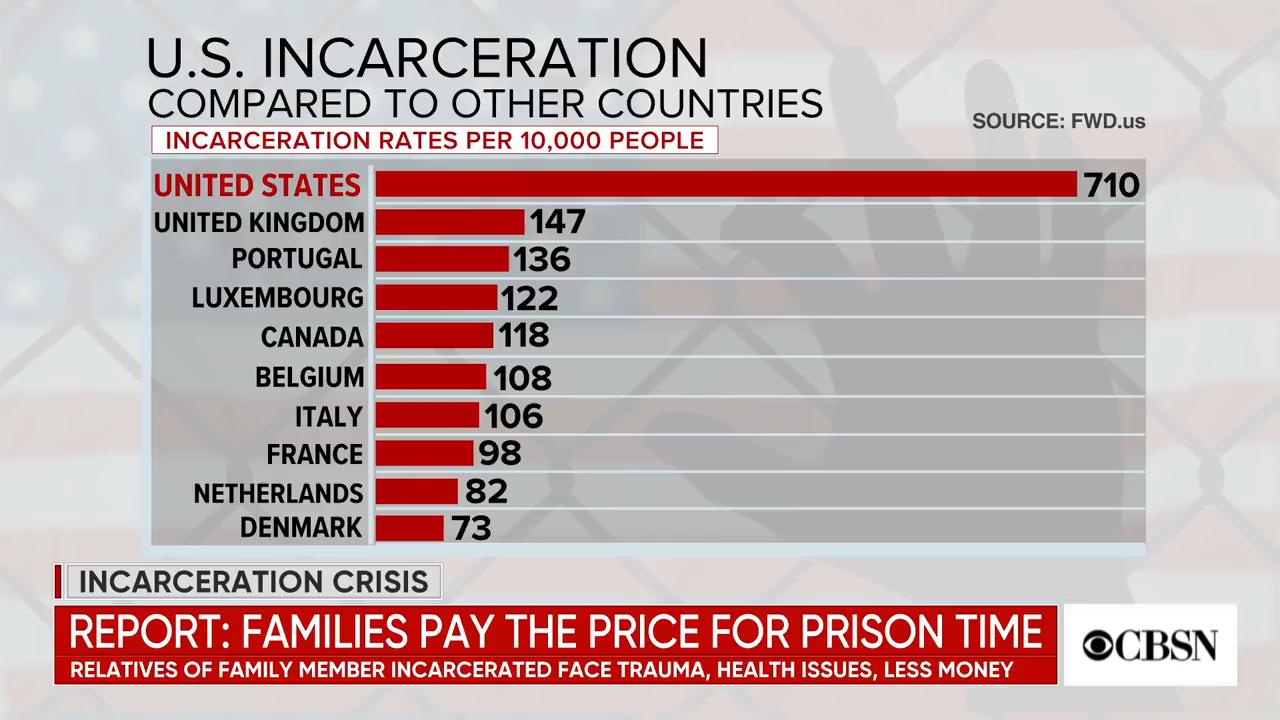 U.S. INCARCERATION
COMPARED TO OTHER COUNTRIES
SOURCE: FWD.us
INCARCERATION RATES PER 10,000 PEOPLE
UNITED STATES 710
UNITED KINGDOM 147
PORTUGAL 136
LUXEMBOURG 122
CANADA 118
BELGIUM 108
ITALY 106
FRANCE 98
NETHERLANDS 82
DENMARK 73
INCARCERATION CRISIS
REPORT: FAMILIES PAY THE PRICE FOR PRISON TIME
RELATIVES OF FAMILY MEMBER INCARCERATED FACE TRAUMA, HEALTH ISSUES, LESS MONEY
CBSN